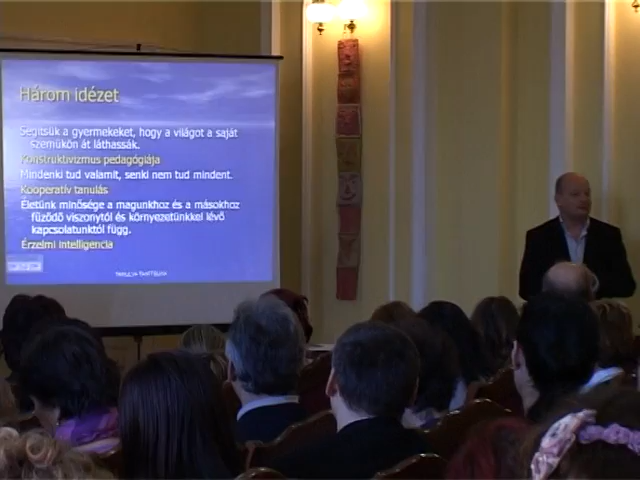 Három idézet
Segítsük a gyermekeket, hogy a világot a saját
szemükön át láthassák.
Konstruktivizmus pedagógiája
Mindenki tud valamit, senki nem tud mindent.
Kooperatív tanulás
Életünk minősége a magunkhoz és a másokhoz
fűződő viszonytól és környezetünkkel lévő
kapcsolatunktól függ.
Érzelmi intelligencia